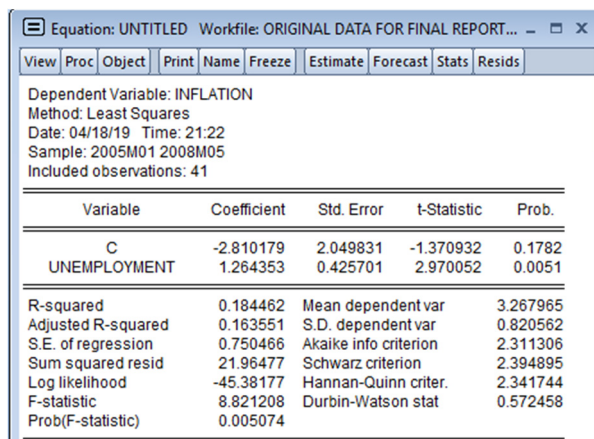 Equation: UNTITLED Workfile: ORIGINAL DATA FOR FINAL REPORT...
View Proc Object Print Name Freeze Estimate Forecast Stats Resids
Dependent Variable: INFLATION
Method: Least Squares
Date: 04/18/19 Time: 21:22
Sample: 2005M01 2008M05
Included observations: 41
Variable Coefficient Std. Error t-Statistic Prob.
C -2.810179 2.049831 -1.370932 0.1782
UNEMPLOYMENT 1.264353 0.425701 2.970052 0.0051
R-squared 0.184462 Mean dependent var 3.267965
Adjusted R-squared 0.163551 S.D. dependent var 0.820562
S.E. of regression 0.750466 Akaike info criterion 2.311306
Sum squared resid 21.96477 Schwarz criterion 2.394895
Log likelihood -45.38177 Hannan-Quinn criter. 2.341744
F-statistic 8.821208 Durbin-Watson stat 0.572458
Prob(F-statistic) 0.005074